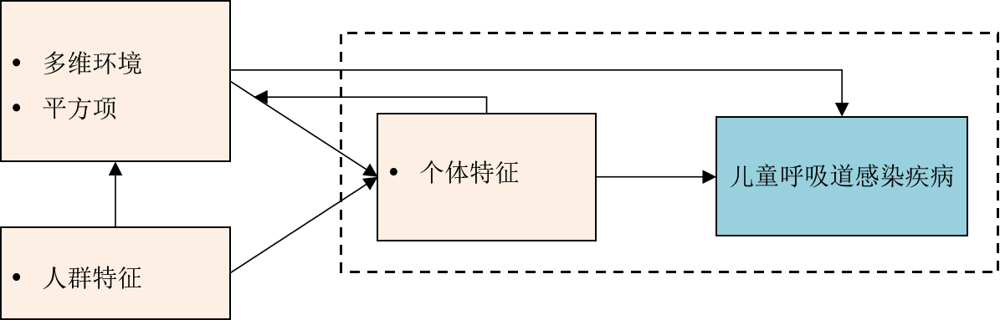 • 多维环境
• 平方项
• 个体特征
儿童呼吸道感染疾病
• 人群特征